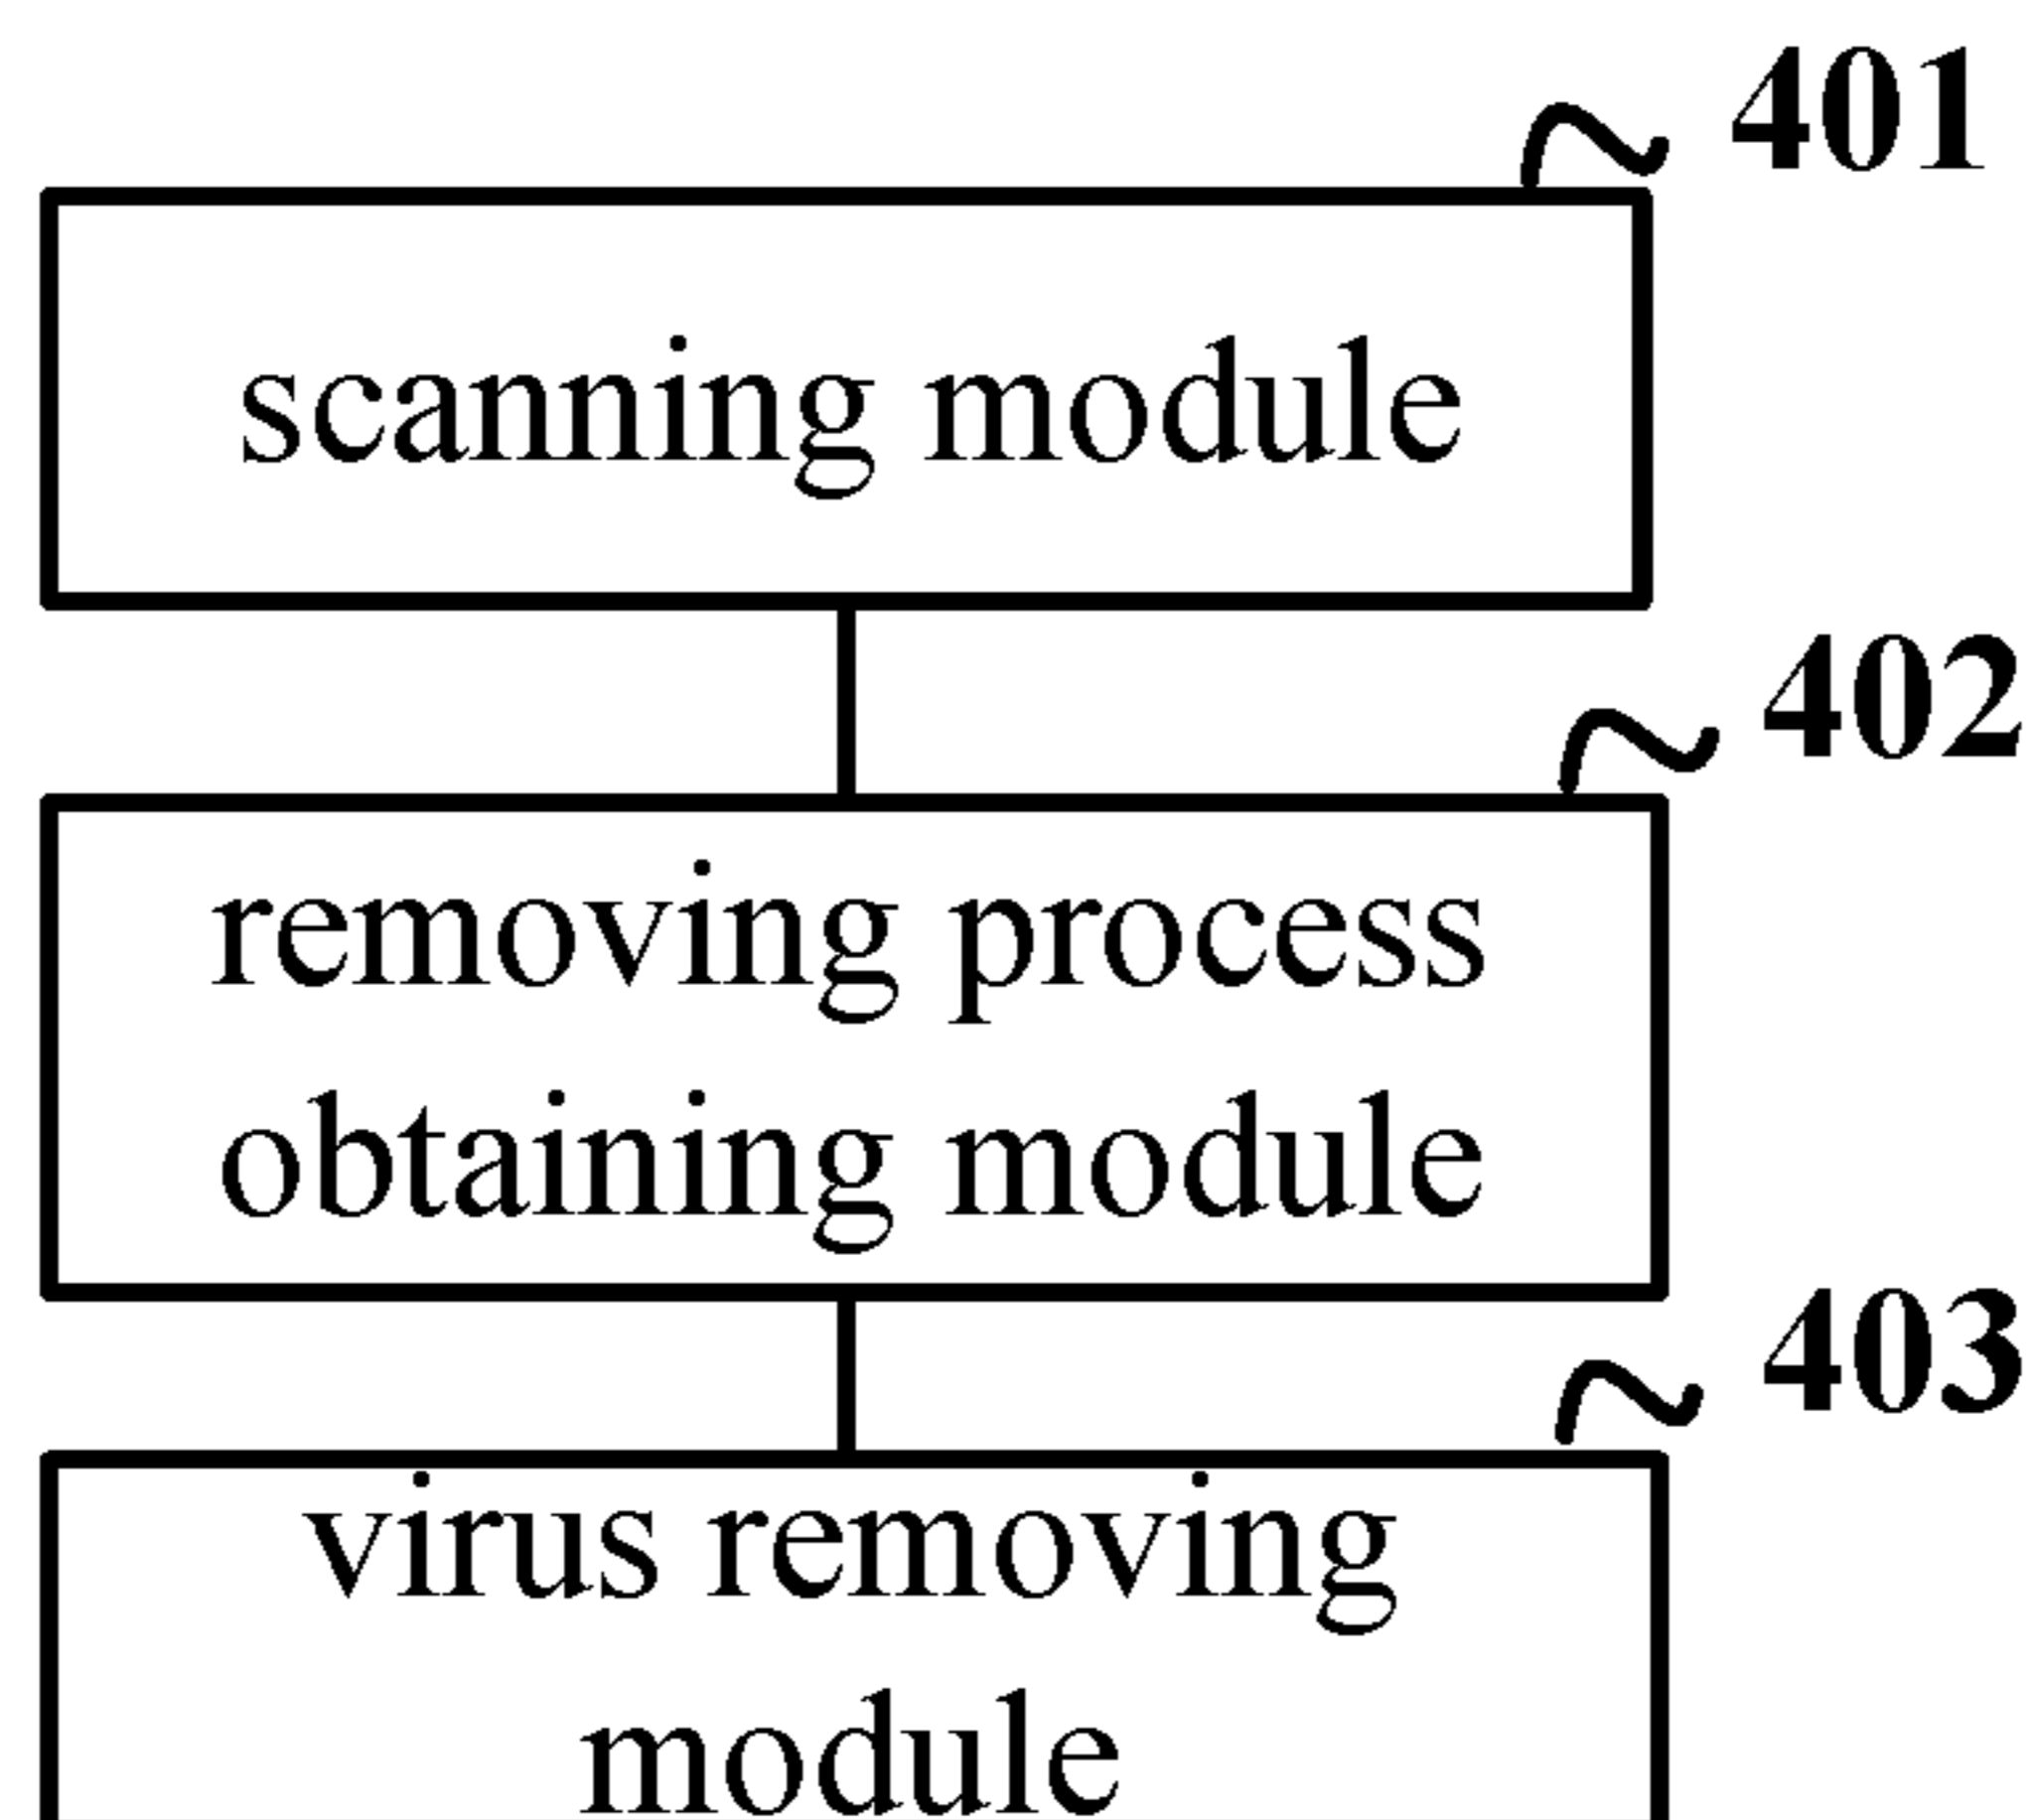 401
scanning module
402
removing process
obtaining module
403
virus removing
module